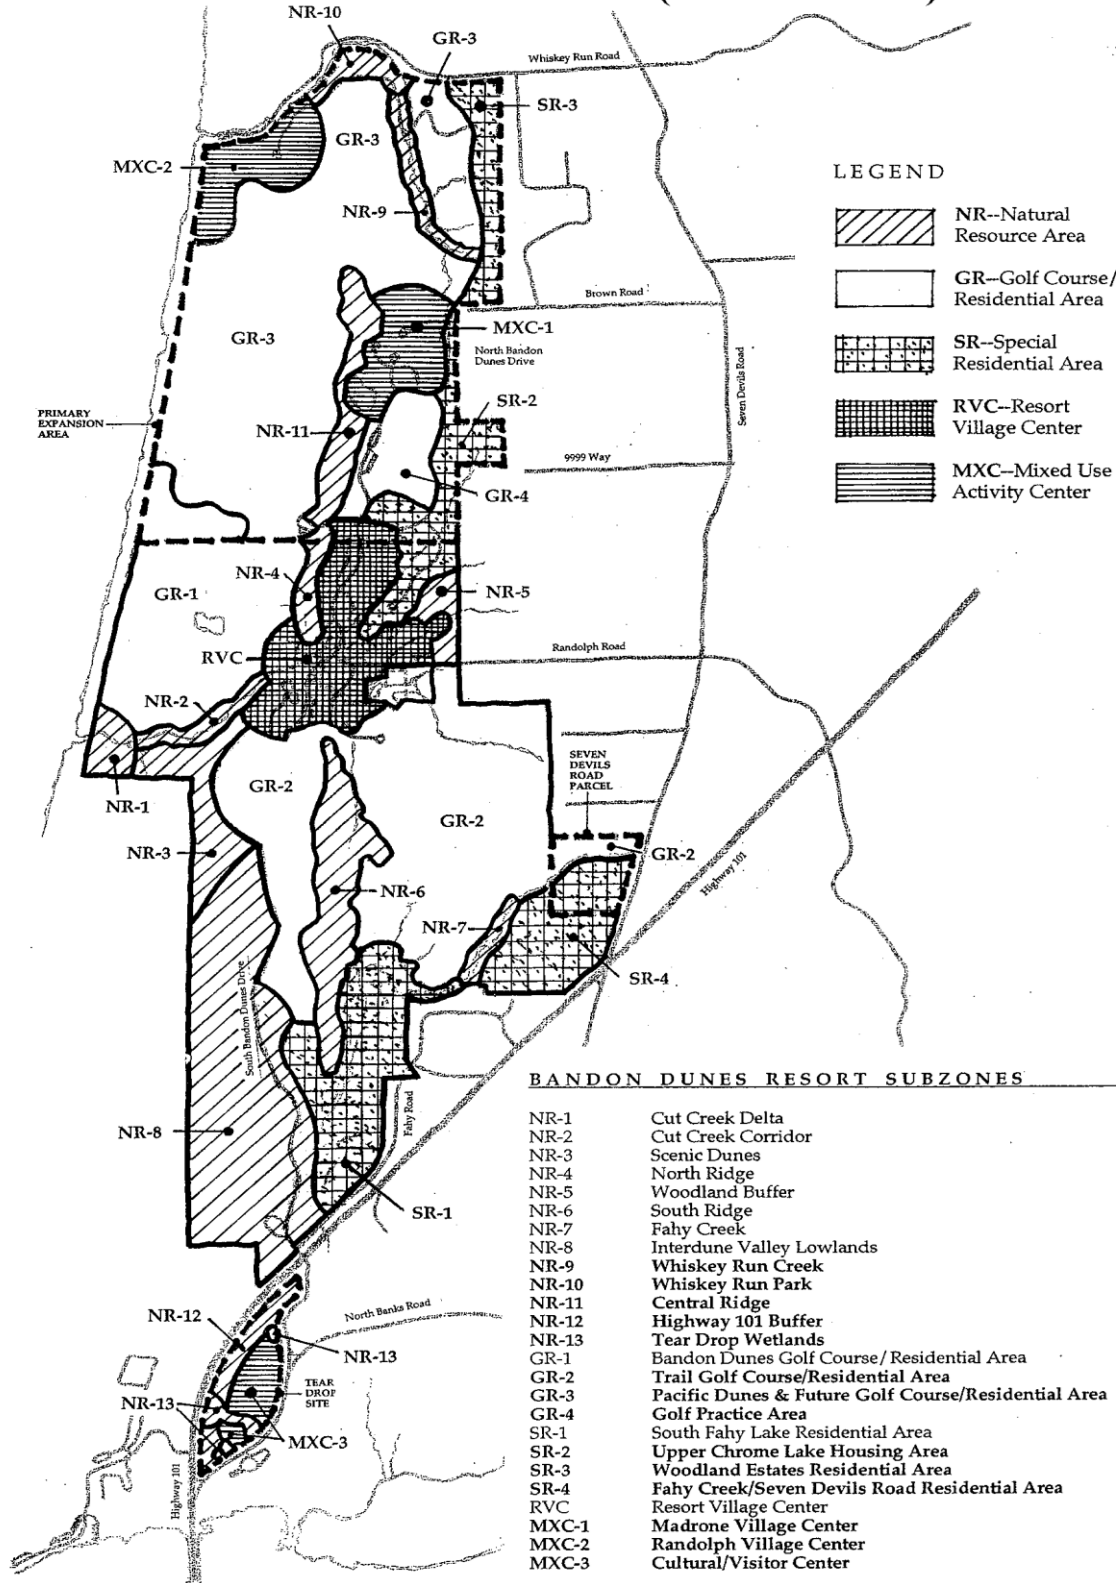 NR-10
GR-3
Whiskey Run Road
SR-3
GR-3
MXC-2
NR-9
LEGEND
NR--Natural
Resource Area
GR--Golf Course/
Residential Area
SR--Special
Residential Area
RVC--Resort
Village Center
MXC--Mixed Use
Activity Center
Brown Road
MXC-1
North Bandon
Dunes Drive
GR-3
Seven Devils Road
SR-2
PRIMARY
EXPANSION
AREA
NR-11
9999 Way
GR-4
NR-4
GR-1
NR-5
RVC
Randolph Road
NR-2
SEVEN
DEVILS
ROAD
PARCEL
NR-1
GR-2
GR-2
NR-3
GR-2
Highway 101
NR-6
NR-7
SR-4
South Bandon Dunes Drive
Fahy Road
NR-8
SR-1
BANDON DUNES RESORT SUBZONES
NR-1 Cut Creek Delta
NR-2 Cut Creek Corridor
NR-3 Scenic Dunes
NR-4 North Ridge
NR-5 Woodland Buffer
NR-6 South Ridge
NR-7 Fahy Creek
NR-8 Interdune Valley Lowlands
NR-9 Whiskey Run Creek
NR-10 Whiskey Run Park
NR-11 Central Ridge
NR-12 Highway 101 Buffer
NR-13 Tear Drop Wetlands
GR-1 Bandon Dunes Golf Course/Residential Area
GR-2 Trail Golf Course/Residential Area
GR-3 Pacific Dunes & Future Golf Course/Residential Area
GR-4 Golf Practice Area
SR-1 South Fahy Lake Residential Area
SR-2 Upper Chrome Lake Housing Area
SR-3 Woodland Estates Residential Area
SR-4 Fahy Creek/Seven Devils Road Residential Area
RVC Resort Village Center
MXC-1 Madrone Village Center
MXC-2 Randolph Village Center
MXC-3 Cultural/Visitor Center
NR-12
North Banks Road
NR-13
TEAR
DROP
SITE
NR-13
MXC-3
Highway 101